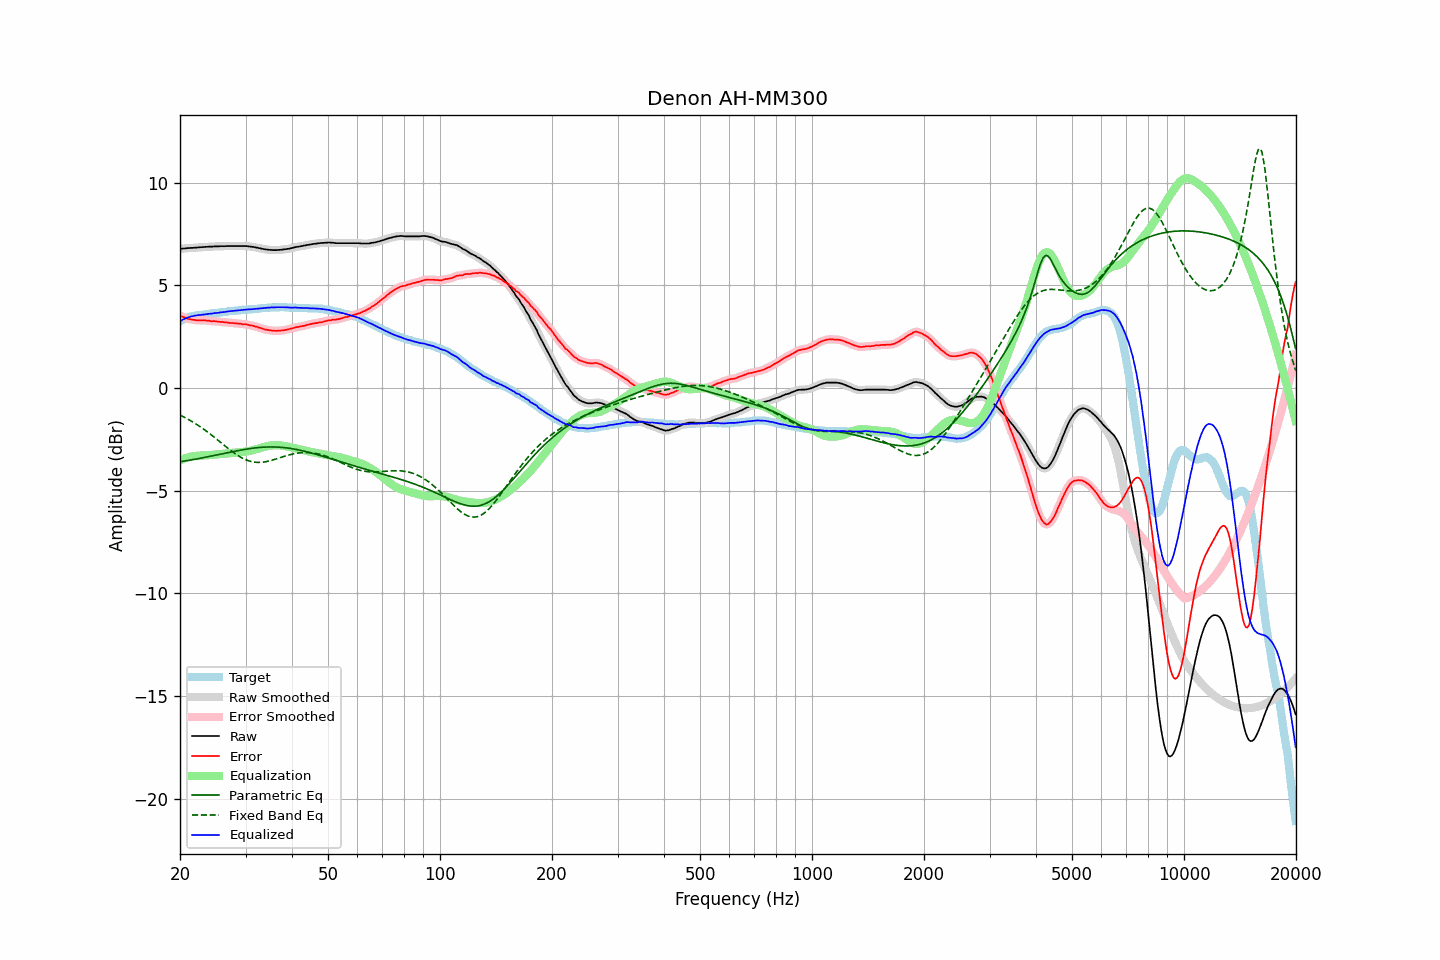 Denon AH-MM300
Amplitude (dBr)
10
5
0
−5
−10
−15
−20
Target
Raw Smoothed
Error Smoothed
Raw
Error
Equalization
Parametric Eq
Fixed Band Eq
Equalized
20 50 100 200 500 1000 2000 5000 10000 20000
Frequency (Hz)